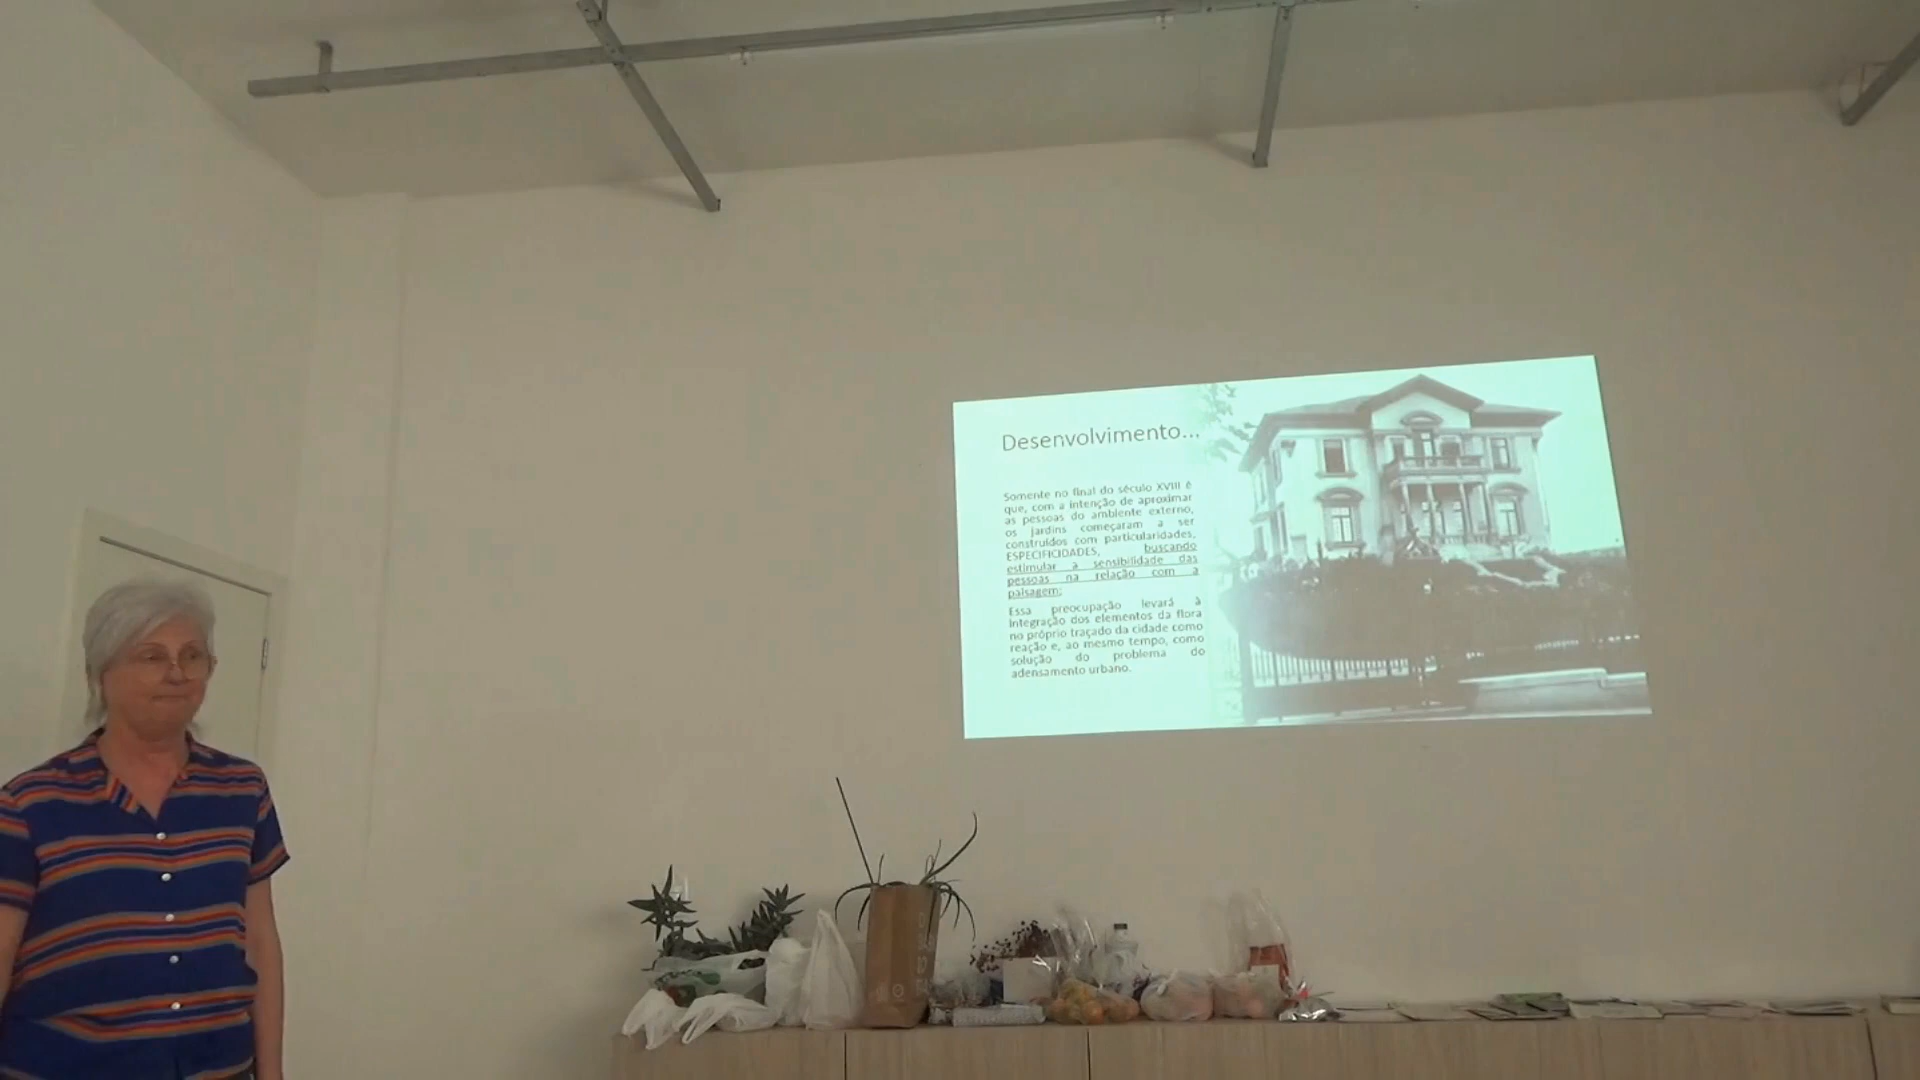 Desenvolvimento...
Somente no final do século XVIII é
que, com a intenção de aproximar
as pessoas do ambiente externo,
os jardins começaram a ser
construídos com particularidades,
ESPECIFICIDADES, buscando
estimular a sensibilidade das
pessoas na relação com a
paisagem;
Essa preocupação levará à
integração dos elementos da flora
no próprio traçado da cidade como
reação e, ao mesmo tempo, como
solução do problema do
adensamento urbano.